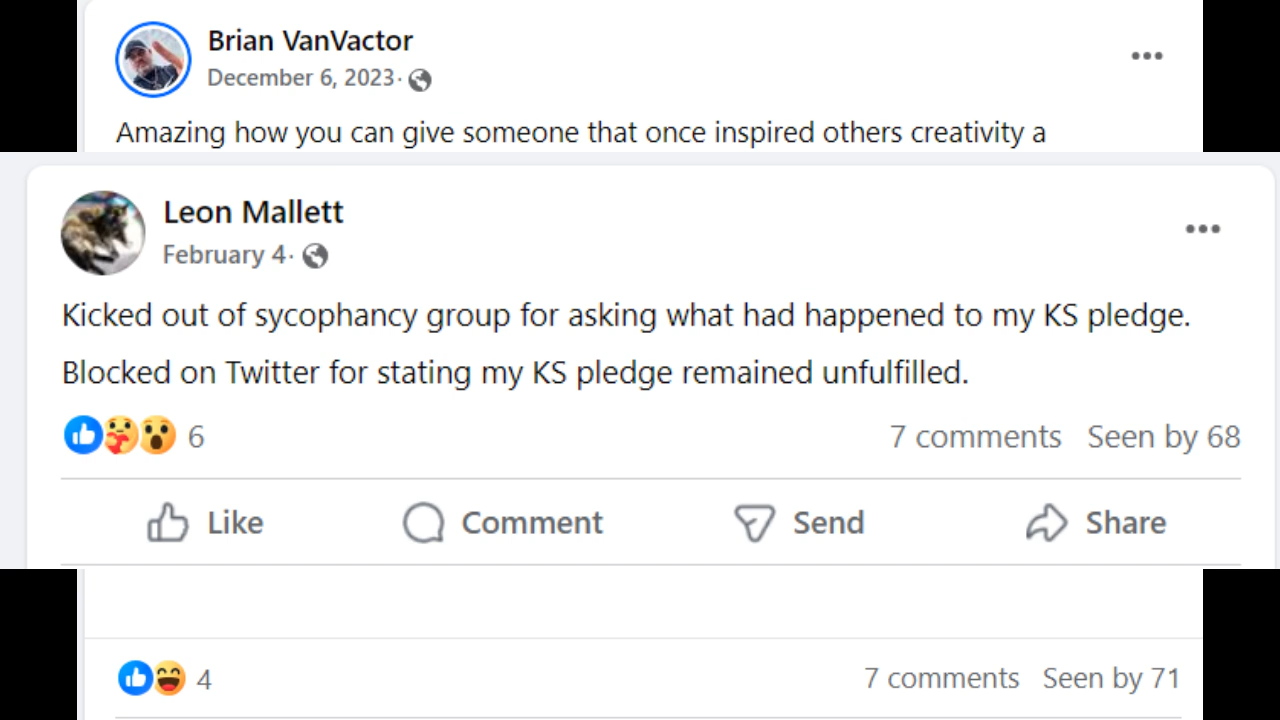 Brian VanVactor
December 6, 2023 ·
Amazing how you can give someone that once inspired others creativity a
Leon Mallett
February 4 ·
Kicked out of sycophancy group for asking what had happened to my KS pledge.
Blocked on Twitter for stating my KS pledge remained unfulfilled.
6 7 comments Seen by 68
Like Comment Send Share
4 7 comments Seen by 71